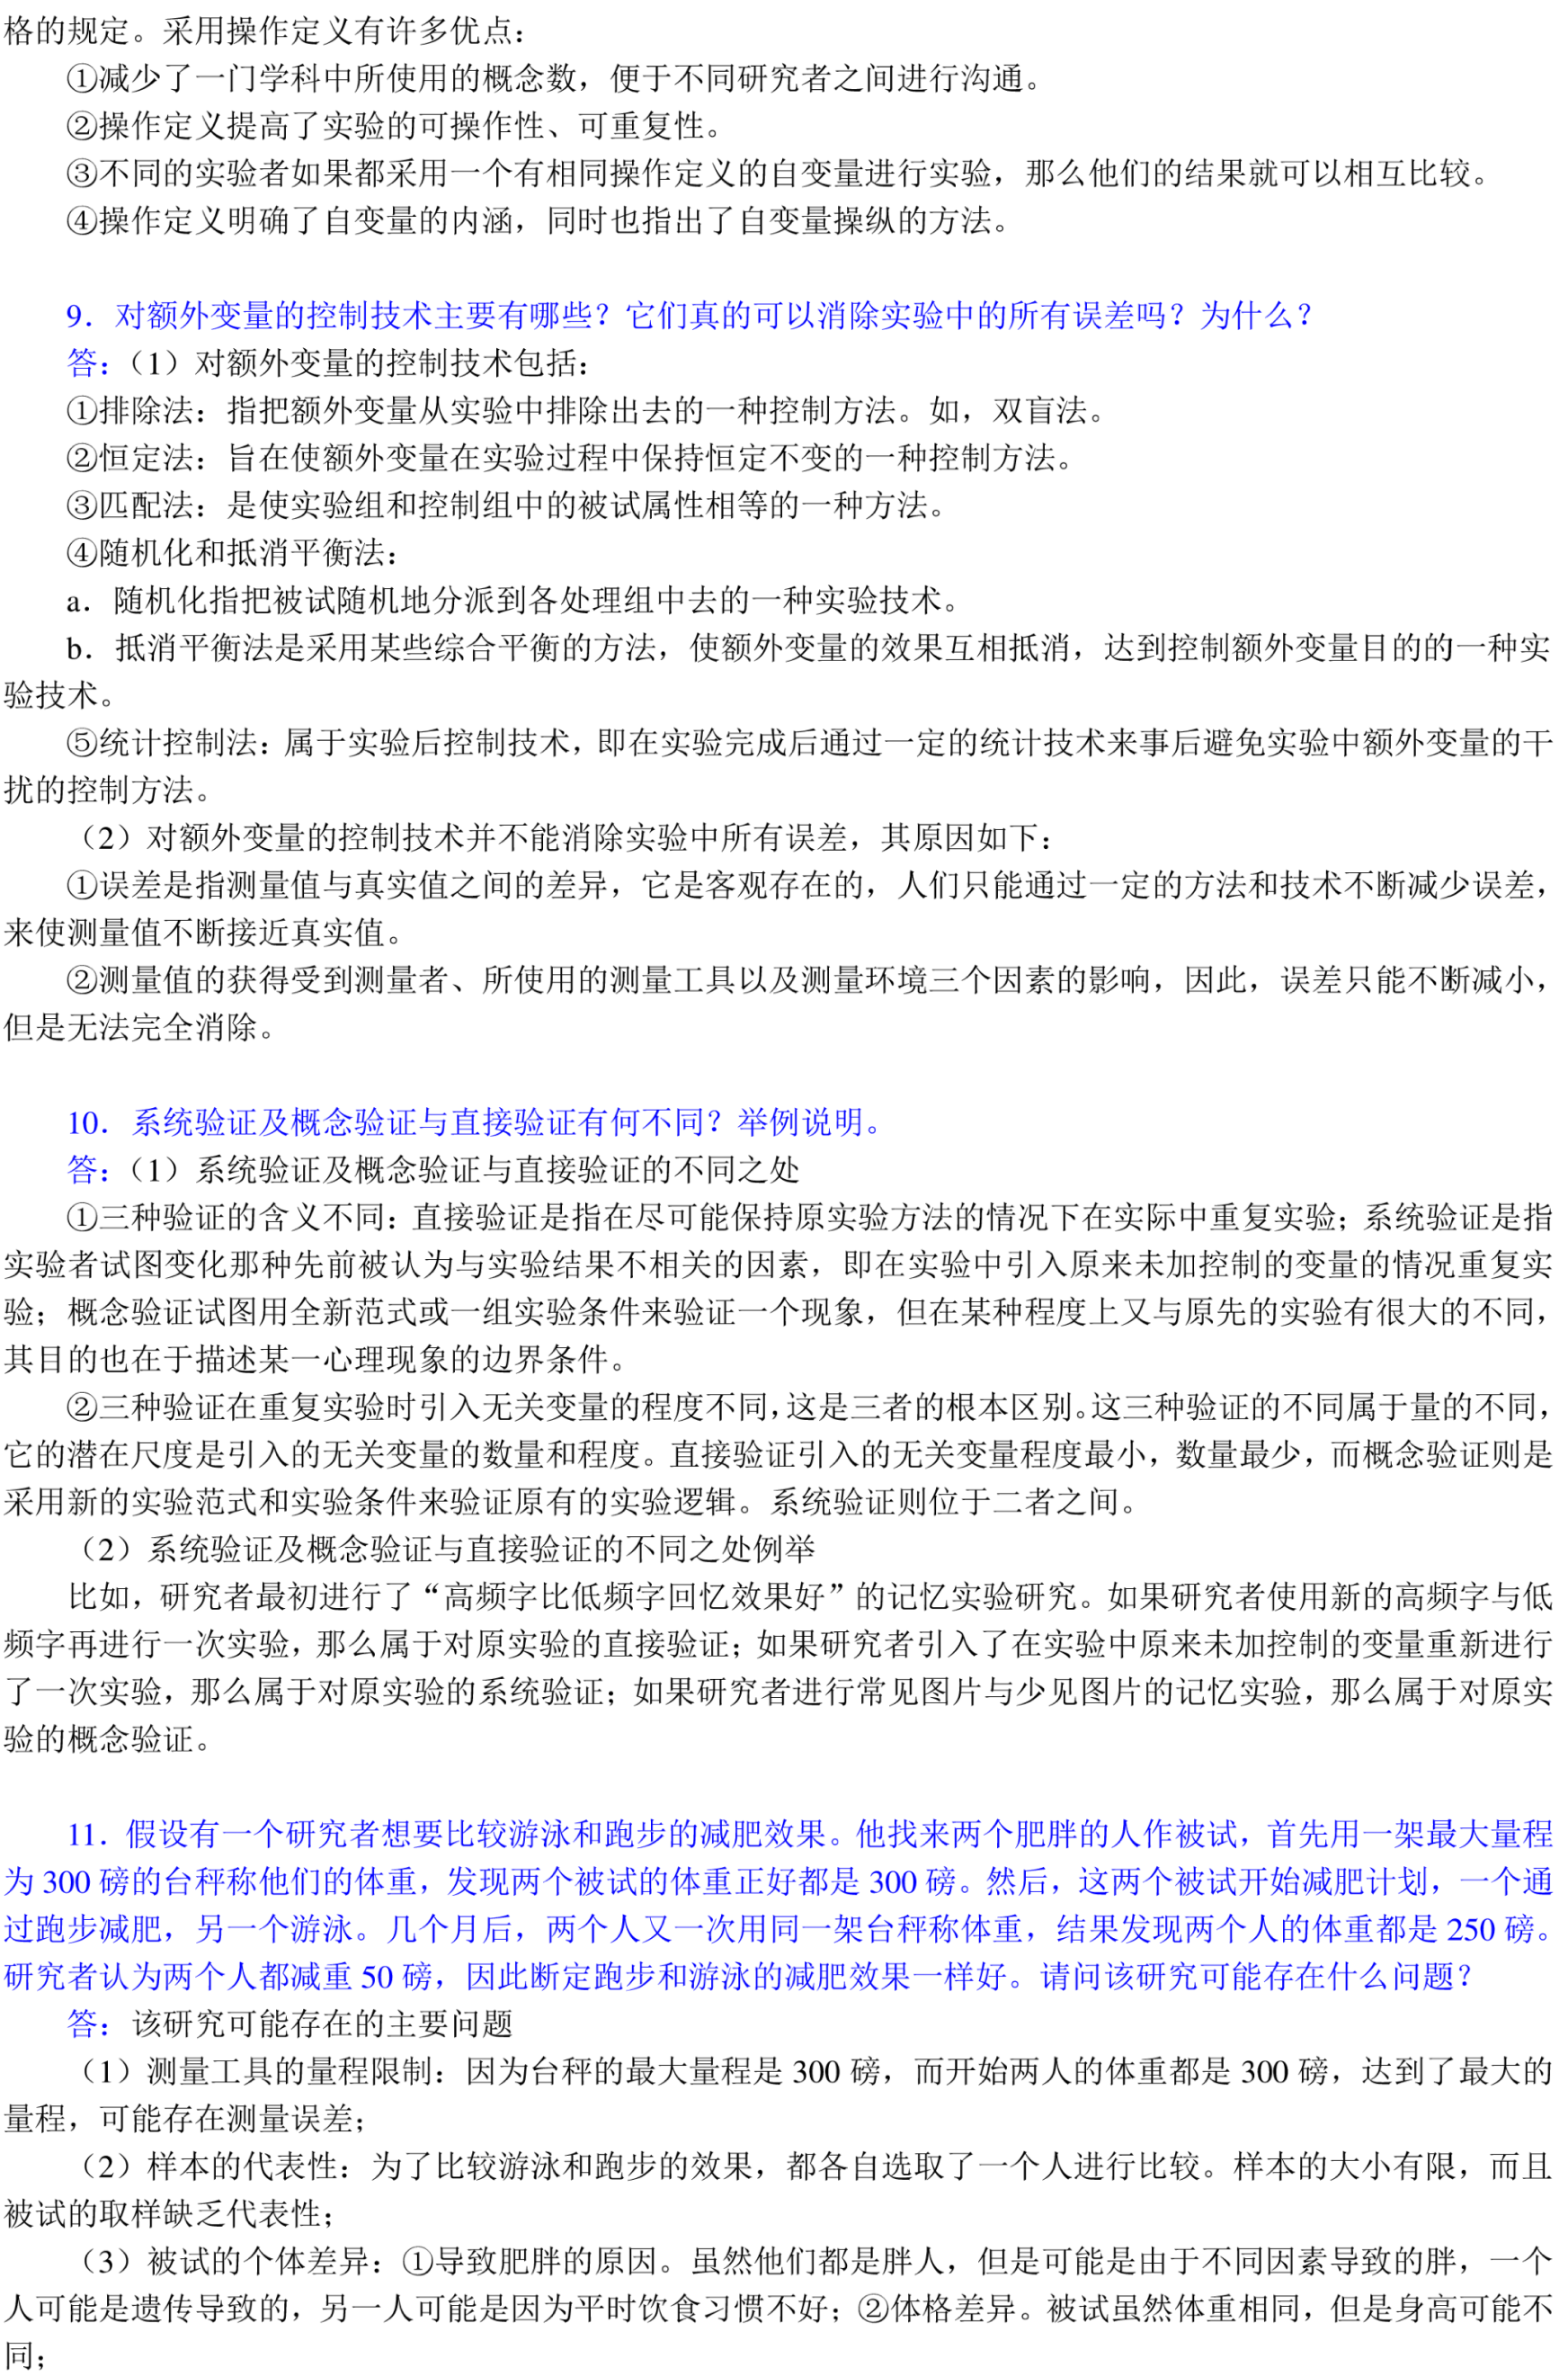 格的规定。采用操作定义有许多优点：
①减少了一门学科中所使用的概念数，便于不同研究者之间进行沟通。
②操作定义提高了实验的可操作性、可重复性。
③不同的实验者如果都采用一个有相同操作定义的自变量进行实验，那么他们的结果就可以相互比较。
④操作定义明确了自变量的内涵，同时也指出了自变量操纵的方法。
9．对额外变量的控制技术主要有哪些？它们真的可以消除实验中的所有误差吗？为什么？
答：（1）对额外变量的控制技术包括：
①排除法：指把额外变量从实验中排除出去的一种控制方法。如，双盲法。
②恒定法：旨在使额外变量在实验过程中保持恒定不变的一种控制方法。
③匹配法：是使实验组和控制组中的被试属性相等的一种方法。
④随机化和抵消平衡法：
a．随机化指把被试随机地分派到各处理组中去的一种实验技术。
b．抵消平衡法是采用某些综合平衡的方法，使额外变量的效果互相抵消，达到控制额外变量目的的一种实
验技术。
⑤统计控制法：属于实验后控制技术，即在实验完成后通过一定的统计技术来事后避免实验中额外变量的干
扰的控制方法。
（2）对额外变量的控制技术并不能消除实验中所有误差，其原因如下：
①误差是指测量值与真实值之间的差异，它是客观存在的，人们只能通过一定的方法和技术不断减少误差，
来使测量值不断接近真实值。
②测量值的获得受到测量者、所使用的测量工具以及测量环境三个因素的影响，因此，误差只能不断减小，
但是无法完全消除。
10．系统验证及概念验证与直接验证有何不同？举例说明。
答：（1）系统验证及概念验证与直接验证的不同之处
①三种验证的含义不同：直接验证是指在尽可能保持原实验方法的情况下在实际中重复实验；系统验证是指
实验者试图变化那种先前被认为与实验结果不相关的因素，即在实验中引入原来未加控制的变量的情况重复实
验；概念验证试图用全新范式或一组实验条件来验证一个现象，但在某种程度上又与原先的实验有很大的不同，
其目的也在于描述某一心理现象的边界条件。
②三种验证在重复实验时引入无关变量的程度不同，这是三者的根本区别。这三种验证的不同属于量的不同，
它的潜在尺度是引入的无关变量的数量和程度。直接验证引入的无关变量程度最小，数量最少，而概念验证则是
采用新的实验范式和实验条件来验证原有的实验逻辑。系统验证则位于二者之间。
（2）系统验证及概念验证与直接验证的不同之处例举
比如，研究者最初进行了“高频字比低频字回忆效果好”的记忆实验研究。如果研究者使用新的高频字与低
频字再进行一次实验，那么属于对原实验的直接验证；如果研究者引入了在实验中原来未加控制的变量重新进行
了一次实验，那么属于对原实验的系统验证；如果研究者进行常见图片与少见图片的记忆实验，那么属于对原实
验的概念验证。
11．假设有一个研究者想要比较游泳和跑步的减肥效果。他找来两个肥胖的人作被试，首先用一架最大量程
为 300 磅的台秤称他们的体重，发现两个被试的体重正好都是 300 磅。然后，这两个被试开始减肥计划，一个通
过跑步减肥，另一个游泳。几个月后，两个人又一次用同一架台秤称体重，结果发现两个人的体重都是 250 磅。
研究者认为两个人都减重 50 磅，因此断定跑步和游泳的减肥效果一样好。请问该研究可能存在什么问题？
答：该研究可能存在的主要问题
（1）测量工具的量程限制：因为台秤的最大量程是 300 磅，而开始两人的体重都是 300 磅，达到了最大的
量程，可能存在测量误差；
（2）样本的代表性：为了比较游泳和跑步的效果，都各自选取了一个人进行比较。样本的大小有限，而且
被试的取样缺乏代表性；
（3）被试的个体差异：①导致肥胖的原因。虽然他们都是胖人，但是可能是由于不同因素导致的胖，一个
人可能是遗传导致的，另一人可能是因为平时饮食习惯不好；②体格差异。被试虽然体重相同，但是身高可能不
同；